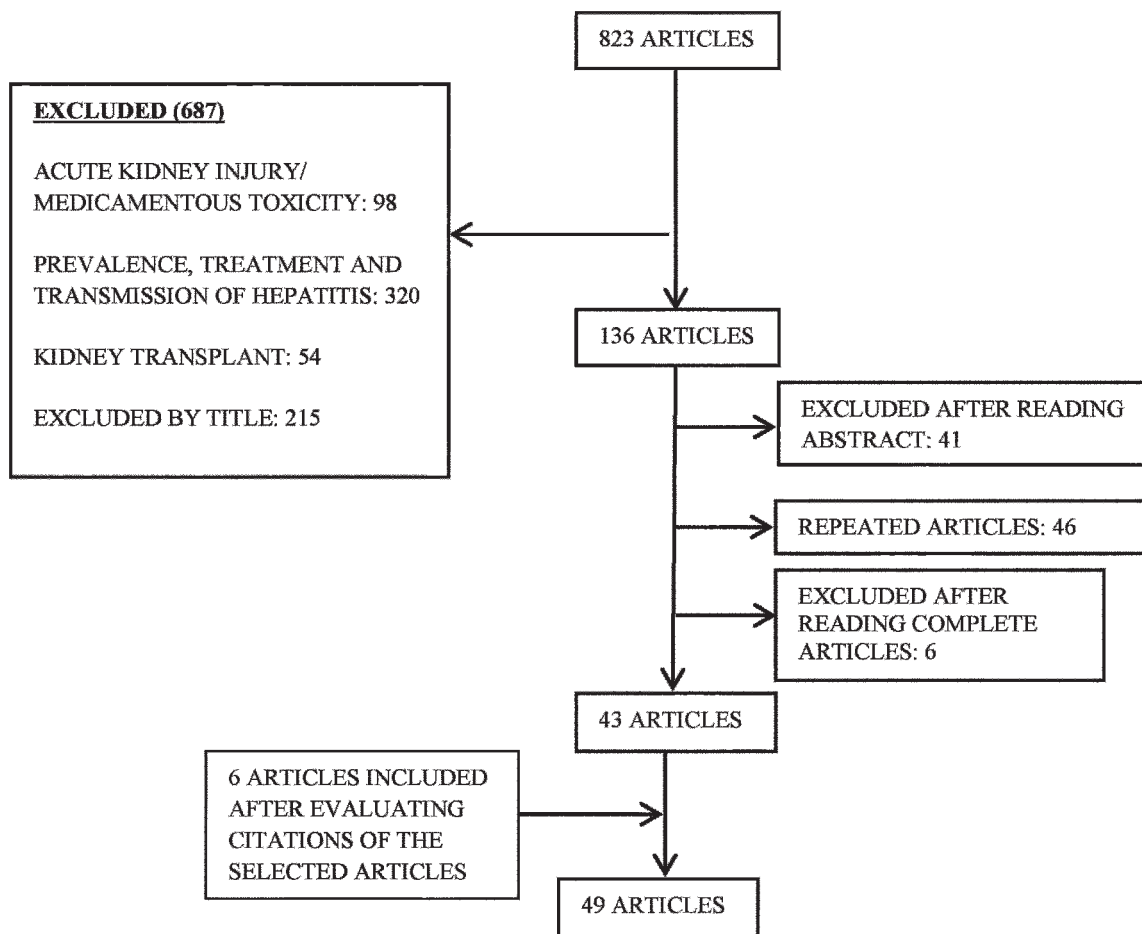 823 ARTICLES
EXCLUDED (687)
ACUTE KIDNEY INJURY/
MEDICAMENTOUS TOXICITY: 98
PREVALENCE, TREATMENT AND
TRANSMISSION OF HEPATITIS: 320
KIDNEY TRANSPLANT: 54
EXCLUDED BY TITLE: 215
136 ARTICLES
EXCLUDED AFTER READING
ABSTRACT: 41
REPEATED ARTICLES: 46
EXCLUDED AFTER
READING COMPLETE
ARTICLES: 6
43 ARTICLES
6 ARTICLES INCLUDED
AFTER EVALUATING
CITATIONS OF THE
SELECTED ARTICLES
49 ARTICLES